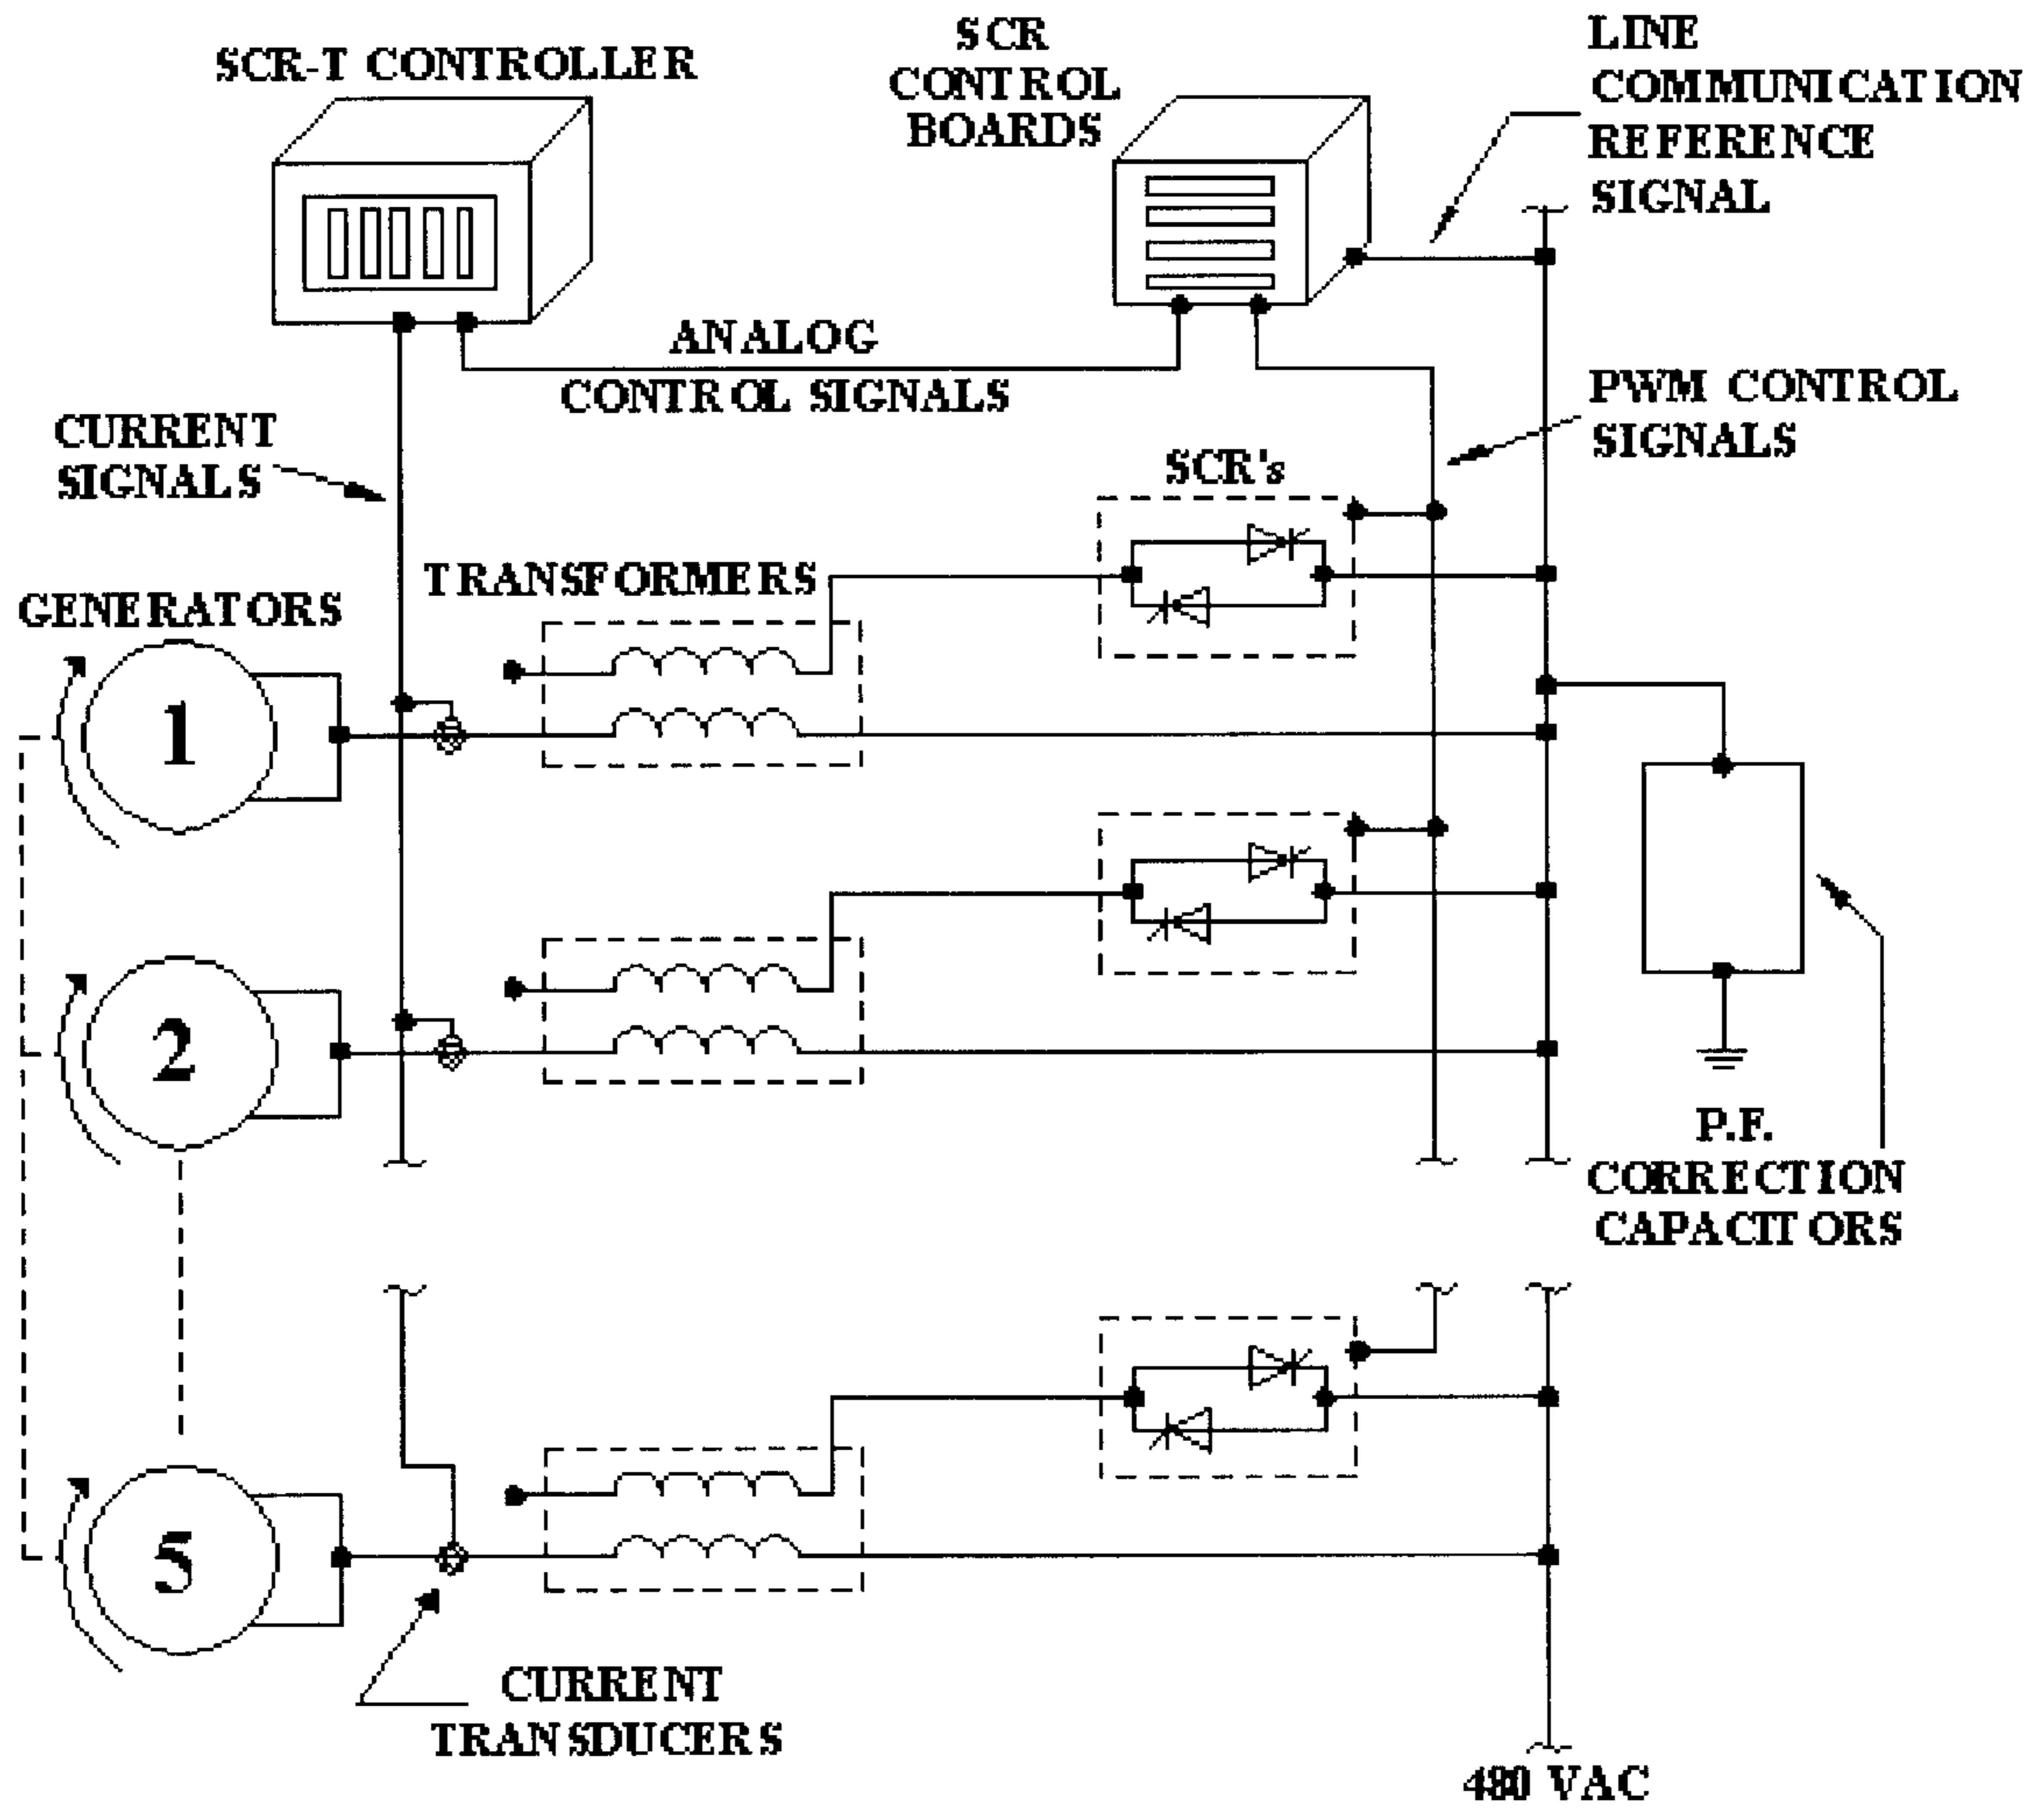 SCR-T CONTROLLER
SCR
CONTROL
BOARDS
LINE
COMMUNICATION
REFERENCE
SIGNAL
ANALOG
CONTROL SIGNALS
PWM CONTROL
SIGNALS
CURRENT
SIGNALS
SCR's
TRANSFORMERS
GENERATORS
1
2
P.F.
CORRECTION
CAPACITORS
5
CURRENT
TRANSDUCERS
480 VAC